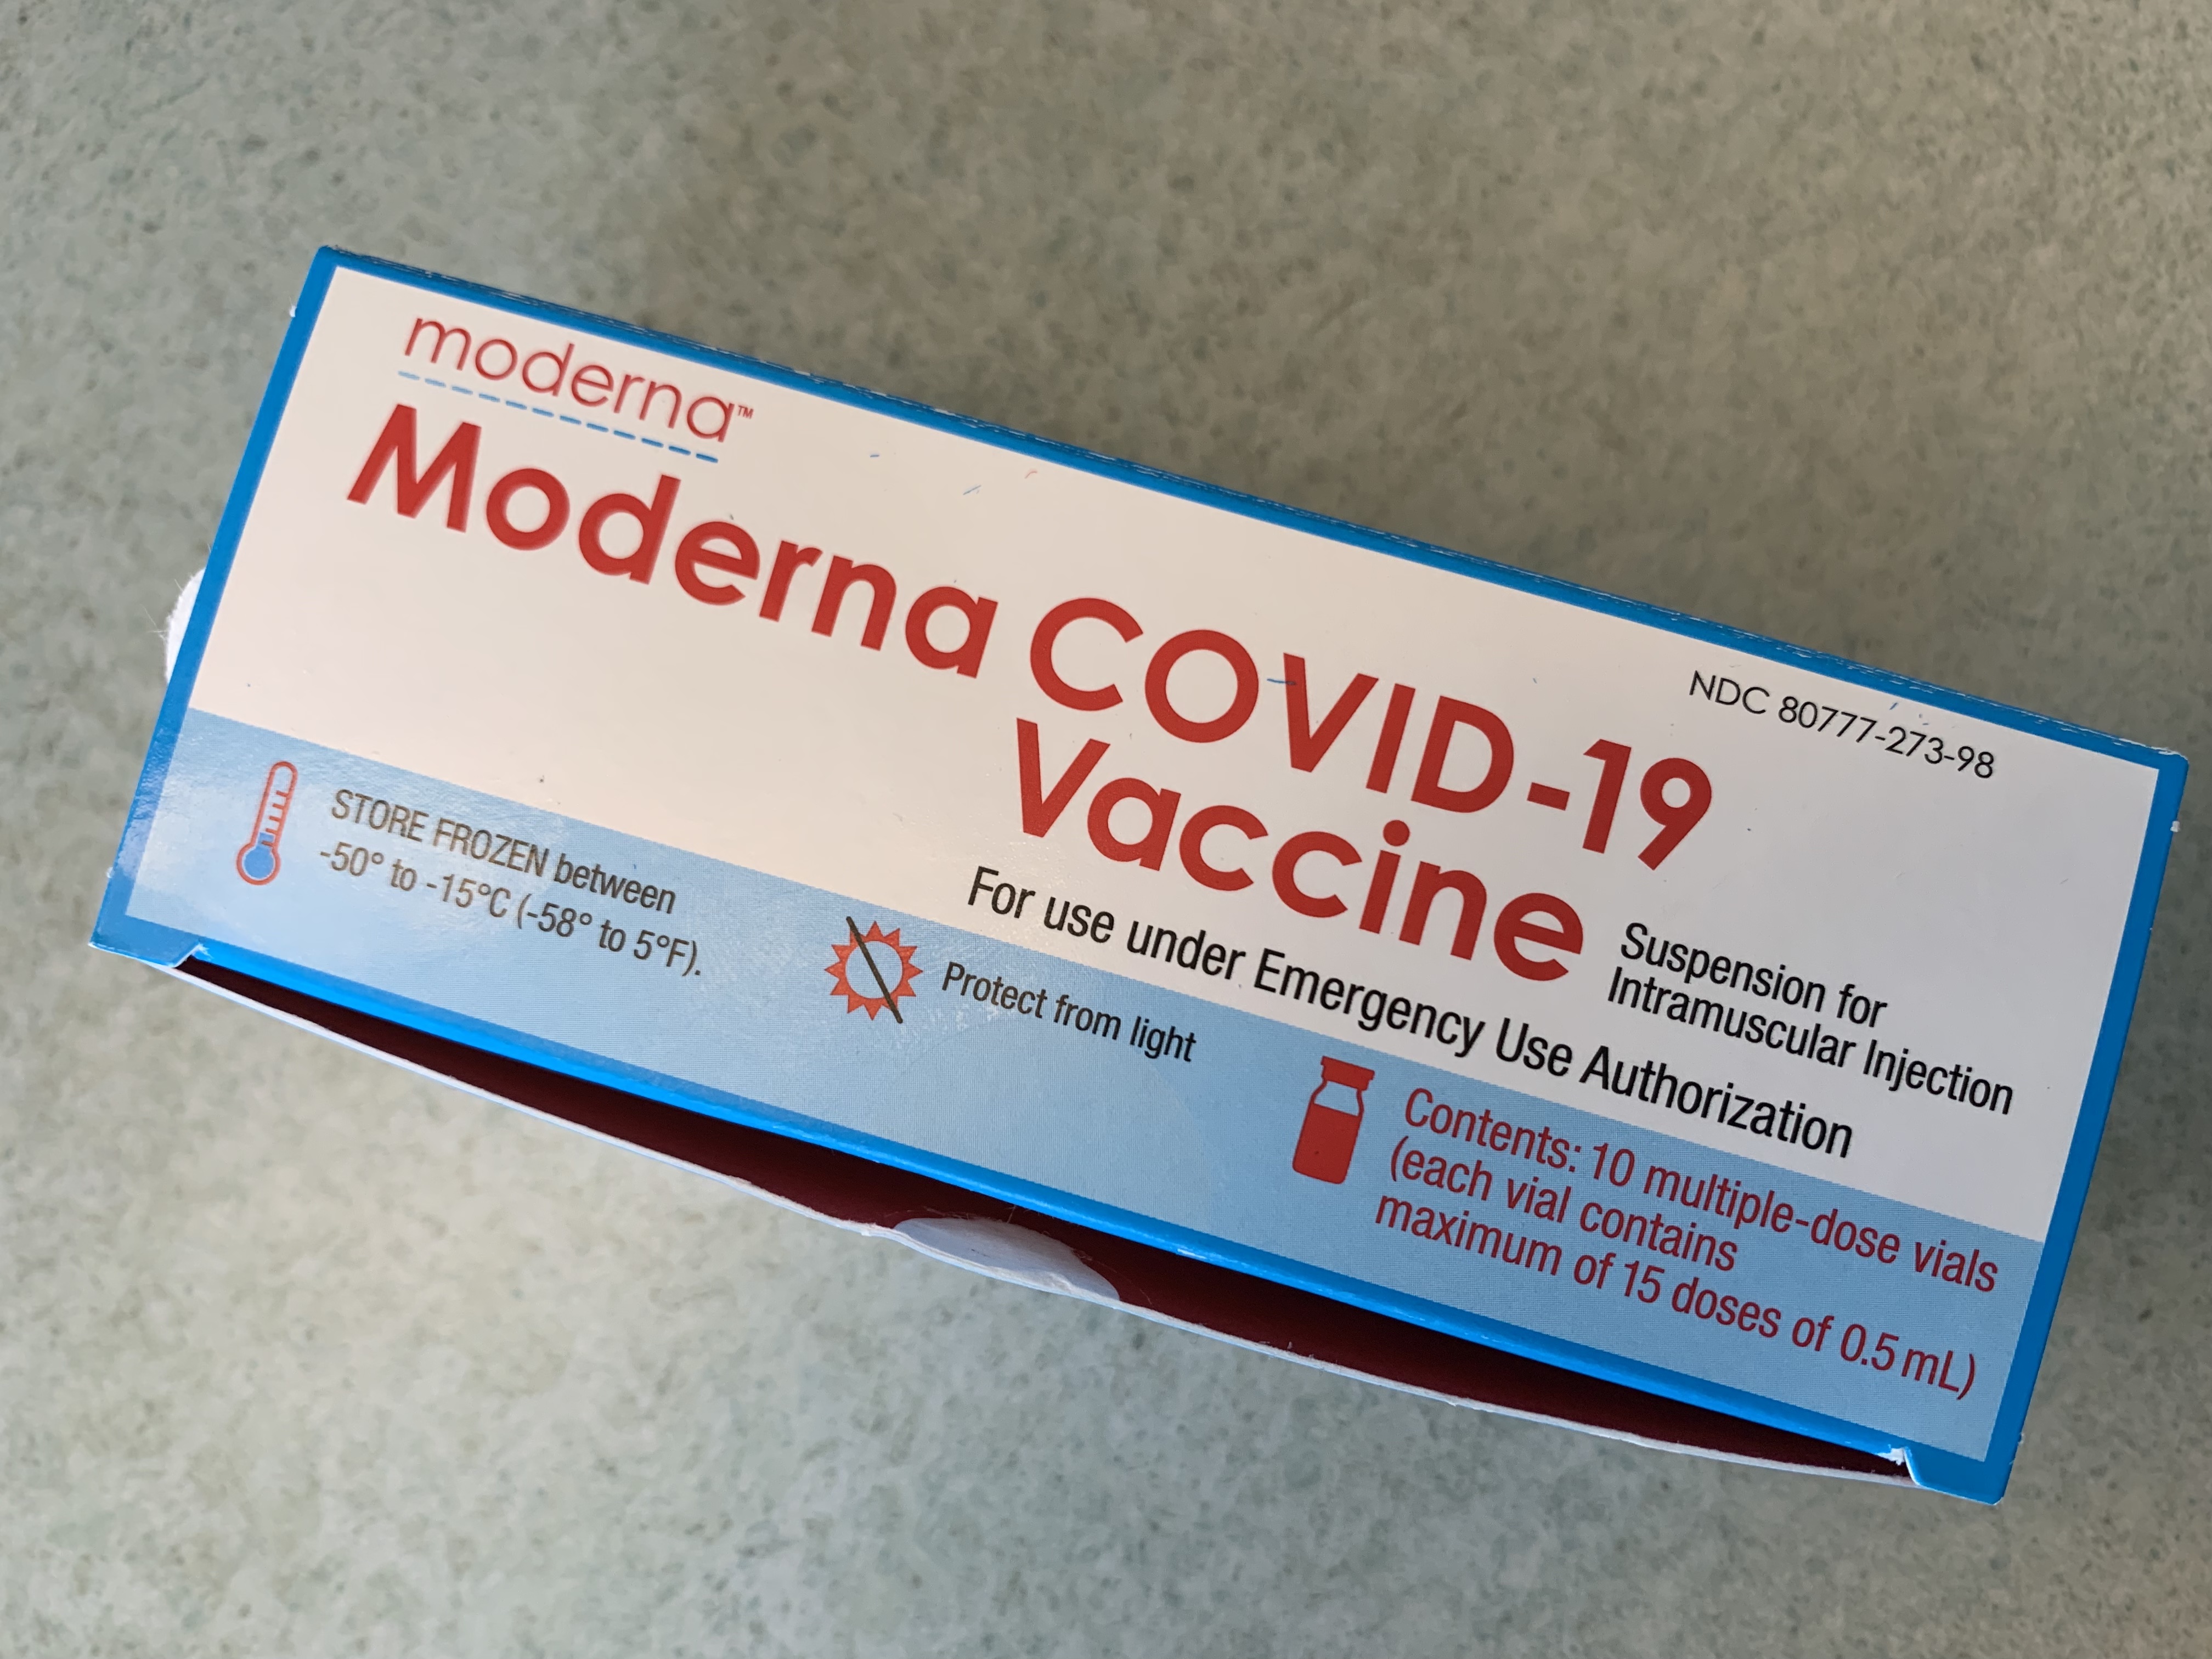 moderna™
Moderna COVID-19
Vaccine
NDC 80777-273-98
Suspension for
Intramuscular Injection
For use under Emergency Use Authorization
STORE FROZEN between
-50° to -15°C (-58° to 5°F).
Protect from light
Contents: 10 multiple-dose vials
(each vial contains
maximum of 15 doses of 0.5 mL)